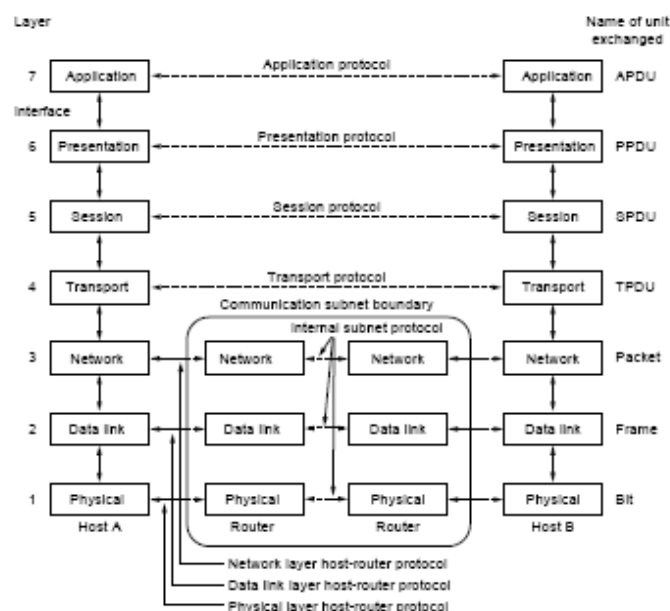 Layer
Name of unit
exchanged
7 Application Application protocol Application APDU
Interface
6 Presentation Presentation protocol Presentation PPDU
5 Session Session protocol Session SPDU
4 Transport Transport protocol Transport TPDU
Communication subnet boundary
Internal subnet protocol
3 Network Network Network Network Packet
2 Data link Data link Data link Data link Frame
1 Physical Physical Physical Physical Bit
Host A Router Router Host B
Network layer host-router protocol
Data link layer host-router protocol
Physical layer host-router protocol